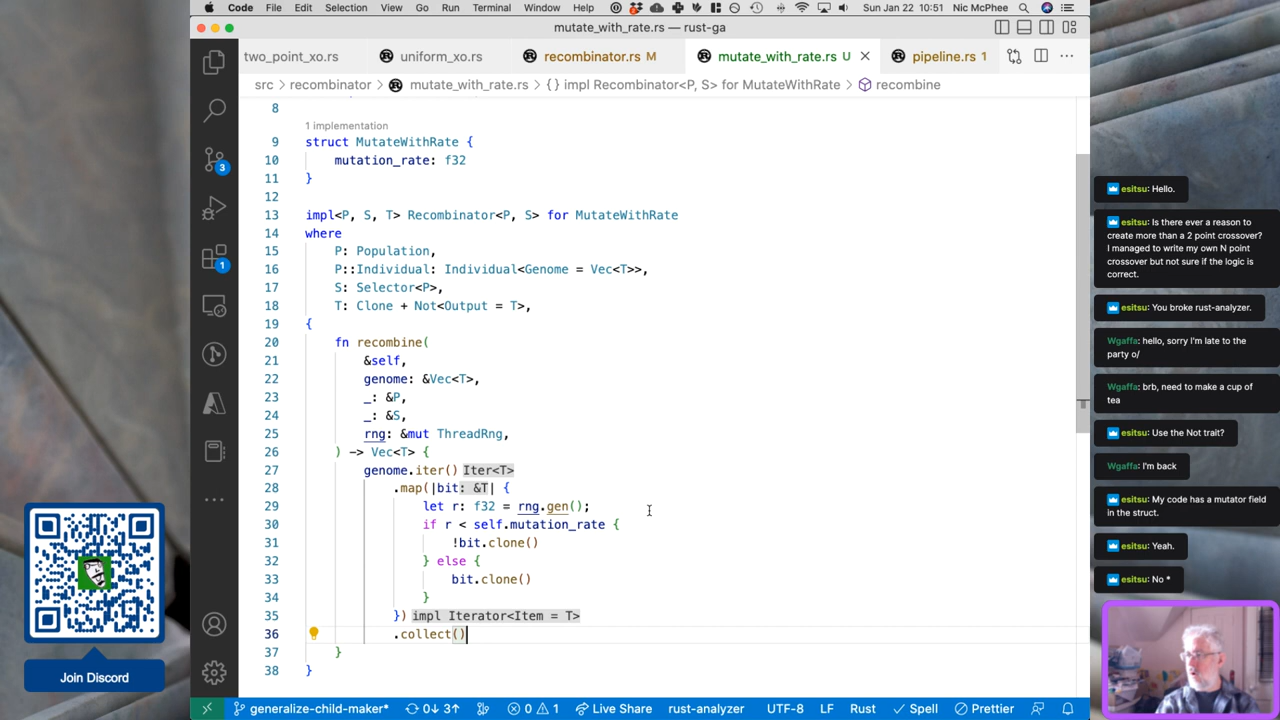 Code File Edit Selection View Go Run Terminal Window Help Sun Jan 22 10:51 Nic McPhee
mutate_with_rate.rs — rust-ga
two_point_xo.rs uniform_xo.rs recombinator.rs M mutate_with_rate.rs U pipeline.rs 1
src > recombinator > mutate_with_rate.rs > {} impl Recombinator<P, S> for MutateWithRate > recombine
8
1 implementation
9 struct MutateWithRate {
10 mutation_rate: f32
11 }
12
13 impl<P, S, T> Recombinator<P, S> for MutateWithRate
14 where
15 P: Population,
16 P::Individual: Individual<Genome = Vec<T>>,
17 S: Selector<P>,
18 T: Clone + Not<Output = T>,
19 {
20 fn recombine(
21 &self,
22 genome: &Vec<T>,
23 _: &P,
24 _: &S,
25 rng: &mut ThreadRng,
26 ) -> Vec<T> {
27 genome.iter() Iter<T>
28 .map(|bit: &T| {
29 let r: f32 = rng.gen();
30 if r < self.mutation_rate {
31 !bit.clone()
32 } else {
33 bit.clone()
34 }
35 }) impl Iterator<Item = T>
36 .collect()
37 }
38 }
3
1
generalize-child-maker* 0↓ 3↑ 0 1 Live Share rust-analyzer UTF-8 LF Rust Spell Prettier
Join Discord
esitsu: Hello.
esitsu: Is there ever a reason to
create more than a 2 point crossover?
I managed to write my own N point
crossover but not sure if the logic is
correct.
esitsu: You broke rust-analyzer.
Wgaffa: hello, sorry I'm late to the
party o/
Wgaffa: brb, need to make a cup of
tea
esitsu: Use the Not trait?
Wgaffa: I'm back
esitsu: My code has a mutator field
in the struct.
esitsu: Yeah.
esitsu: No *